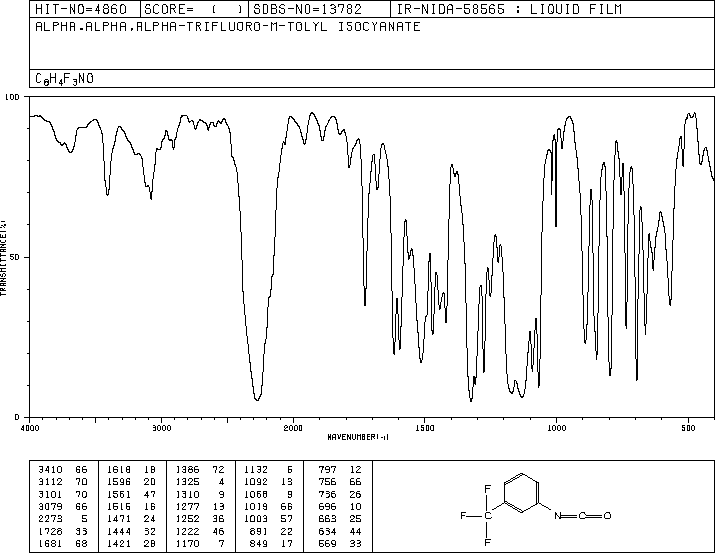 HIT-NO=4860 SCORE= ( ) SDBS-NO=13782 IR-NIDA-58565 : LIQUID FILM
ALPHA,ALPHA,ALPHA-TRIFLUORO-M-TOLYL ISOCYANATE
C8H4F3NO
100
50
0
TRANSMITTANCE(%)
4000 3000 2000 1500 1000 500
WAVENUMBER(-1)
3410 66 1618 18 1386 72 1132 6 797 12
3112 70 1596 20 1325 4 1092 13 756 66
3101 70 1561 47 1310 9 1068 9 736 26
3079 66 1516 16 1277 13 1019 66 696 10
2273 5 1471 24 1252 36 1003 57 663 25
1728 33 1444 32 1222 46 891 22 634 44
1681 68 1421 28 1170 7 849 17 569 33
F
F C N C O
F